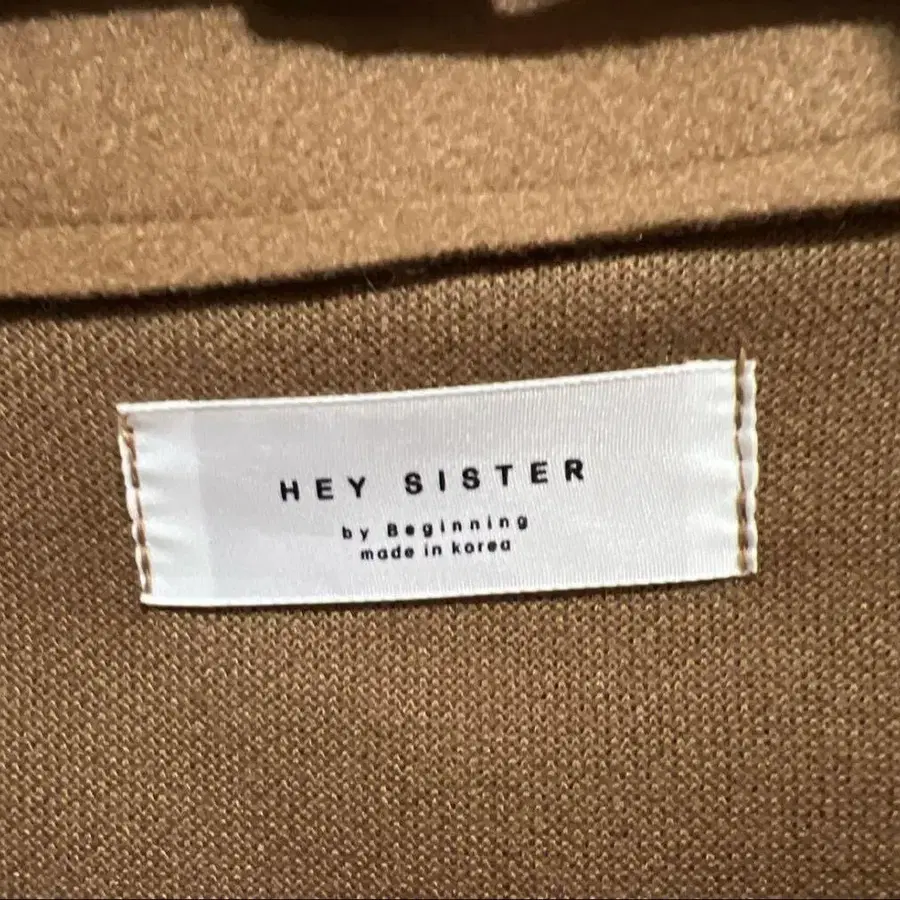 HEY SISTER
by Beginning
made in korea